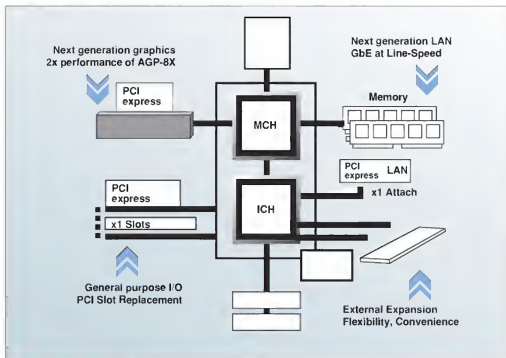 Next generation graphics
2x performance of AGP-8X
Next generation LAN
GbE at Line-Speed
PCI
express
MCH
Memory
PCI
express
LAN
x1 Attach
PCI
express
x1 Slots
ICH
General purpose I/O
PCI Slot Replacement
External Expansion
Flexibility, Convenience